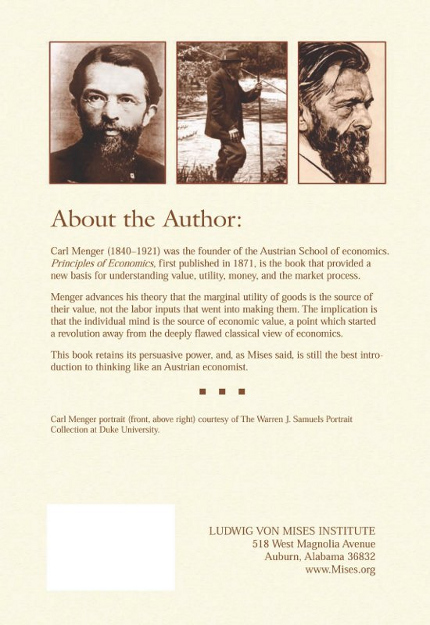 About the Author:
Carl Menger (1840–1921) was the founder of the Austrian School of economics.
Principles of Economics, first published in 1871, is the book that provided a
new basis for understanding value, utility, money, and the market process.
Menger advances his theory that the marginal utility of goods is the source of
their value, not the labor inputs that went into making them. The implication is
that the individual mind is the source of economic value, a point which started
a revolution away from the deeply flawed classical view of economics.
This book retains its persuasive power, and, as Mises said, is still the best intro-
duction to thinking like an Austrian economist.
Carl Menger portrait (front, above right) courtesy of The Warren J. Samuels Portrait
Collection at Duke University.
LUDWIG VON MISES INSTITUTE
518 West Magnolia Avenue
Auburn, Alabama 36832
www.Mises.org